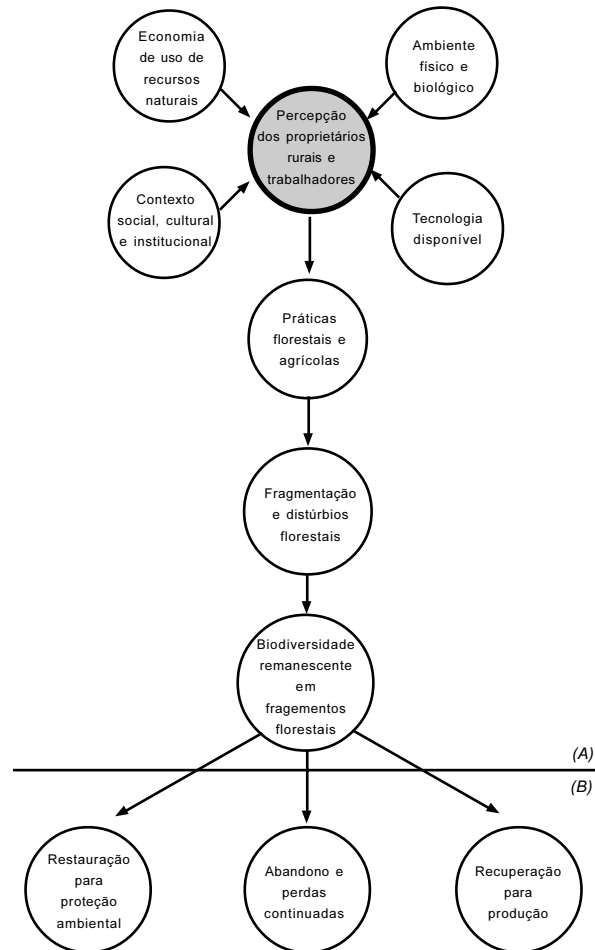 Economia
de uso de
recursos
naturais
Ambiente
físico e
biológico
Percepção
dos proprietários
rurais e
trabalhadores
Contexto
social, cultural
e institucional
Tecnologia
disponível
Práticas
florestais e
agrícolas
Fragmentação
e distúrbios
florestais
Biodiversidade
remanescente
em
fragementos
florestais
(A)
(B)
Restauração
para
proteção
ambiental
Abandono e
perdas
continuadas
Recuperação
para
produção